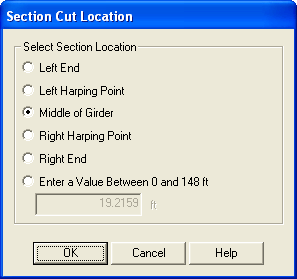 Section Cut Location
Select Section Location
Left End
Left Harping Point
Middle of Girder
Right Harping Point
Right End
Enter a Value Between 0 and 148 ft
19.2159 ft
OK Cancel Help